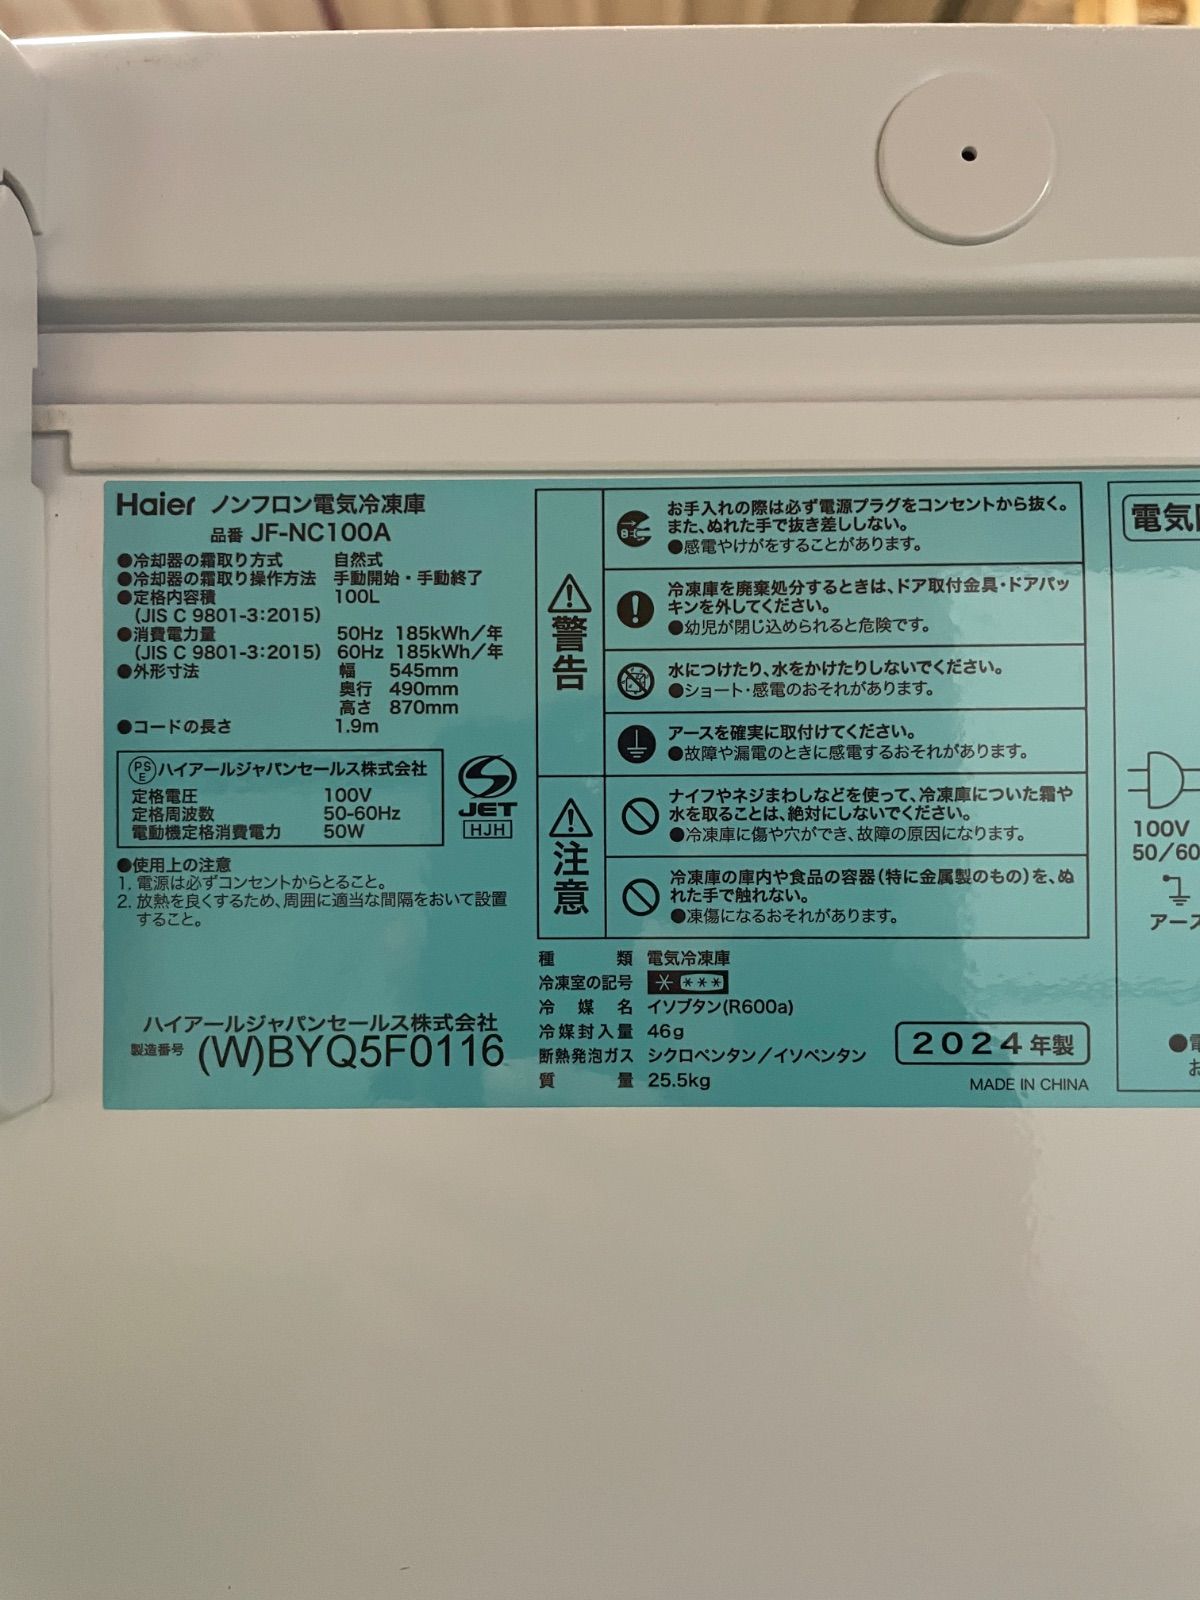 Haier ノンフロン電気冷凍庫
品番 JF-NC100A
●冷却器の霜取り方式 自然式
●冷却器の霜取り操作方法 手動開始・手動終了
●定格内容積 100L
(JIS C 9801-3:2015)
●消費電力量 50Hz 185kWh/年
(JIS C 9801-3:2015) 60Hz 185kWh/年
●外形寸法 幅 545mm
奥行 490mm
高さ 870mm
●コードの長さ 1.9m
PSE ハイアールジャパンセールス株式会社
定格電圧 100V
定格周波数 50-60Hz
電動機定格消費電力 50W
JET
HJH
●使用上の注意
1. 電源は必ずコンセントからとること。
2. 放熱を良くするため、周囲に適当な間隔をおいて設置
すること。
ハイアールジャパンセールス株式会社
製造番号 (W)BYQ5F0116
警告
お手入れの際は必ず電源プラグをコンセントから抜く。
また、ぬれた手で抜き差ししない。
●感電やけがをすることがあります。
冷凍庫を廃棄処分するときは、ドア取付金具・ドアパッ
キンを外してください。
●幼児が閉じ込められると危険です。
水につけたり、水をかけたりしないでください。
●ショート・感電のおそれがあります。
アースを確実に取付けてください。
●故障や漏電のときに感電するおそれがあります。
注意
ナイフやネジまわしなどを使って、冷凍庫についた霜や
水を取ることは、絶対にしないでください。
●冷凍庫に傷や穴ができ、故障の原因になります。
冷凍庫の庫内や食品の容器(特に金属製のもの)を、ぬ
れた手で触れない。
●凍傷になるおそれがあります。
種類 電気冷凍庫
冷凍室の記号 * ***
冷媒名 イソブタン(R600a)
冷媒封入量 46g
断熱発泡ガス シクロペンタン/イソペンタン
質量 25.5kg
2024年製
MADE IN CHINA
電気
100V
50/60
アース
●電
お